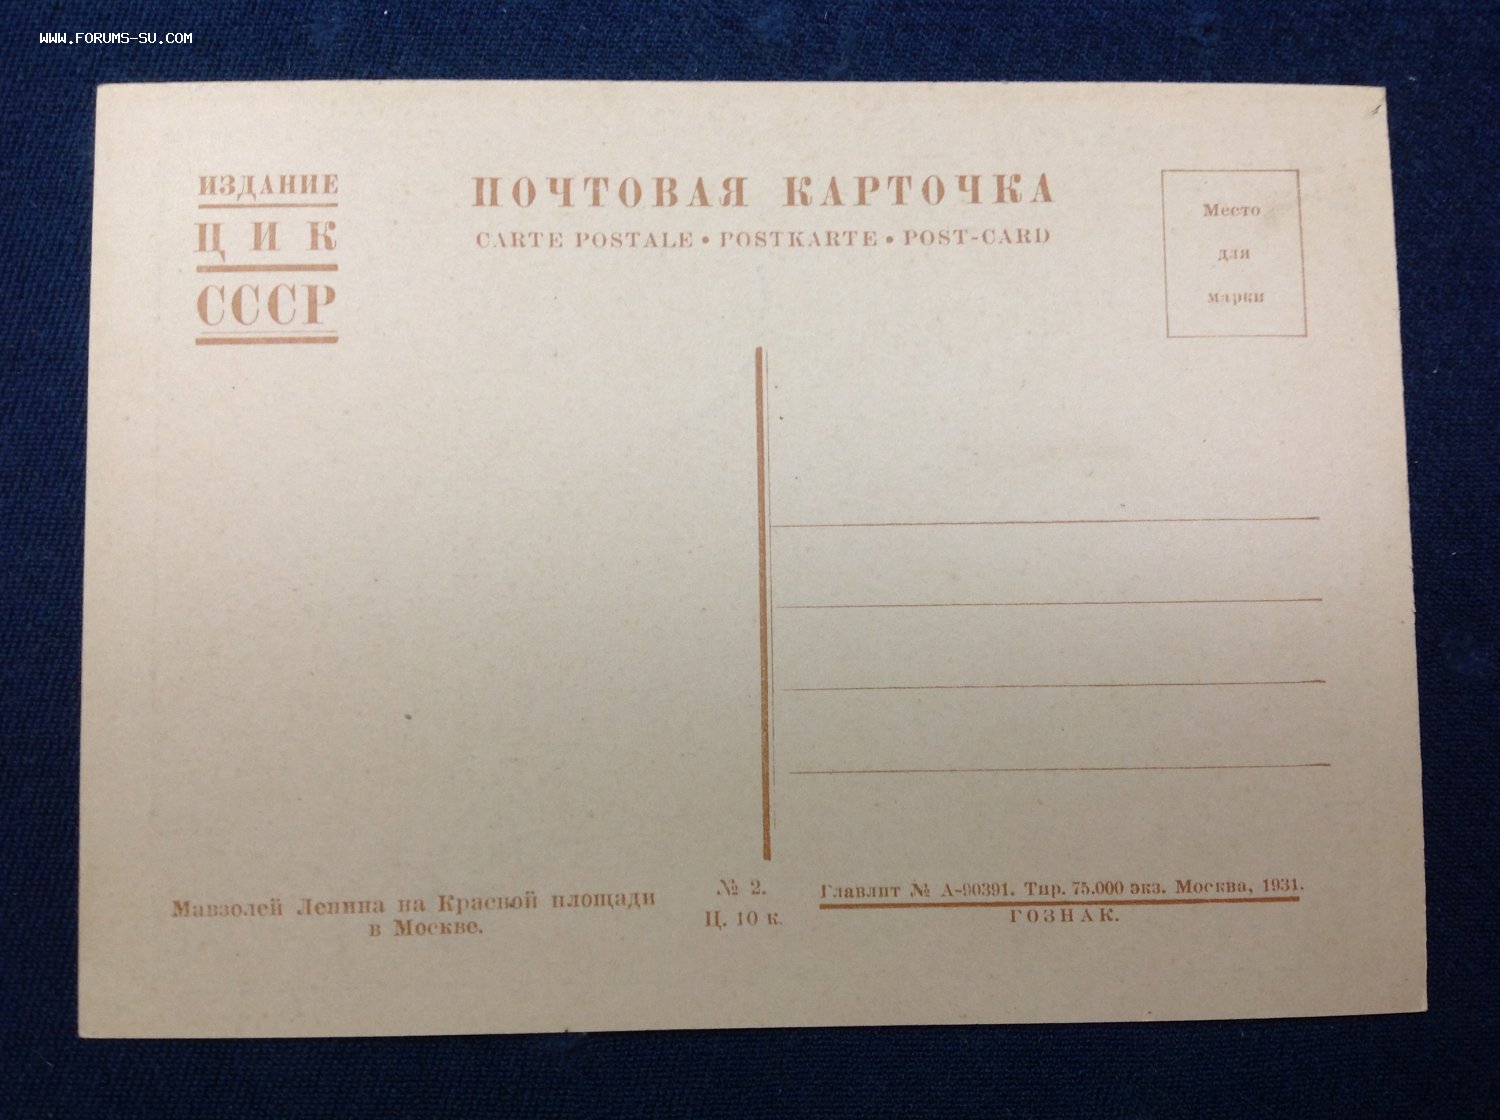 WWW.FORUMS-SU.COM
ИЗДАНИЕ
ЦИК
СССР
ПОЧТОВАЯ КАРТОЧКА
CARTE POSTALE • POSTKARTE • POST-CARD
Место
для
марки
Мавзолей Ленина на Красной площади
в Москве.
№ 2.
Ц. 10 к.
Главлит № А-90391. Тир. 75.000 экз. Москва, 1931.
ГОЗНАК.